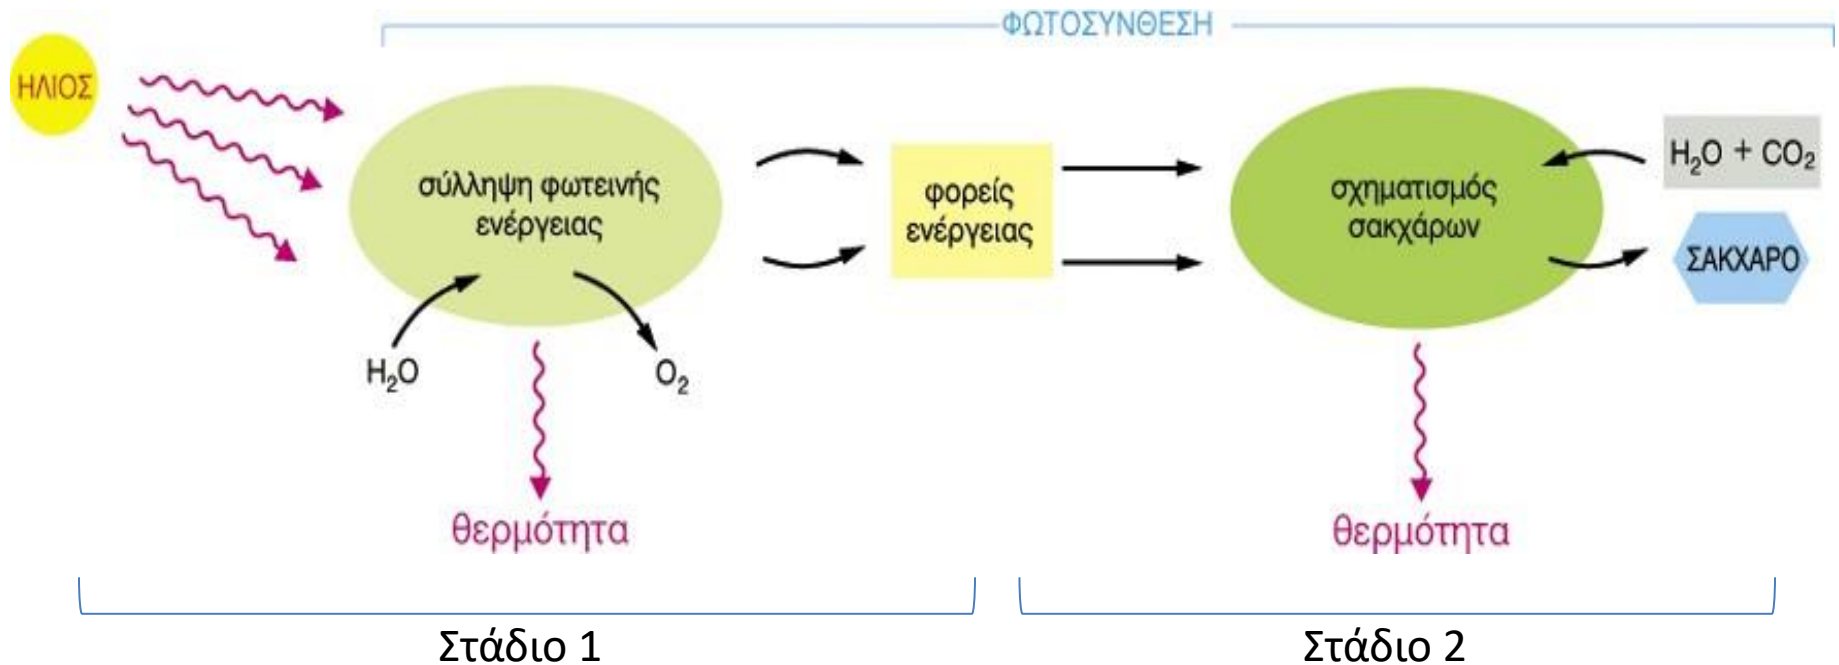 ΦΩΤΟΣΥΝΘΕΣΗ
ΗΛΙΟΣ
σύλληψη φωτεινής
ενέργειας
H₂O
O₂
θερμότητα
φορείς
ενέργειας
σχηματισμός
σακχάρων
H₂O + CO₂
ΣΑΚΧΑΡΟ
θερμότητα
Στάδιο 1
Στάδιο 2